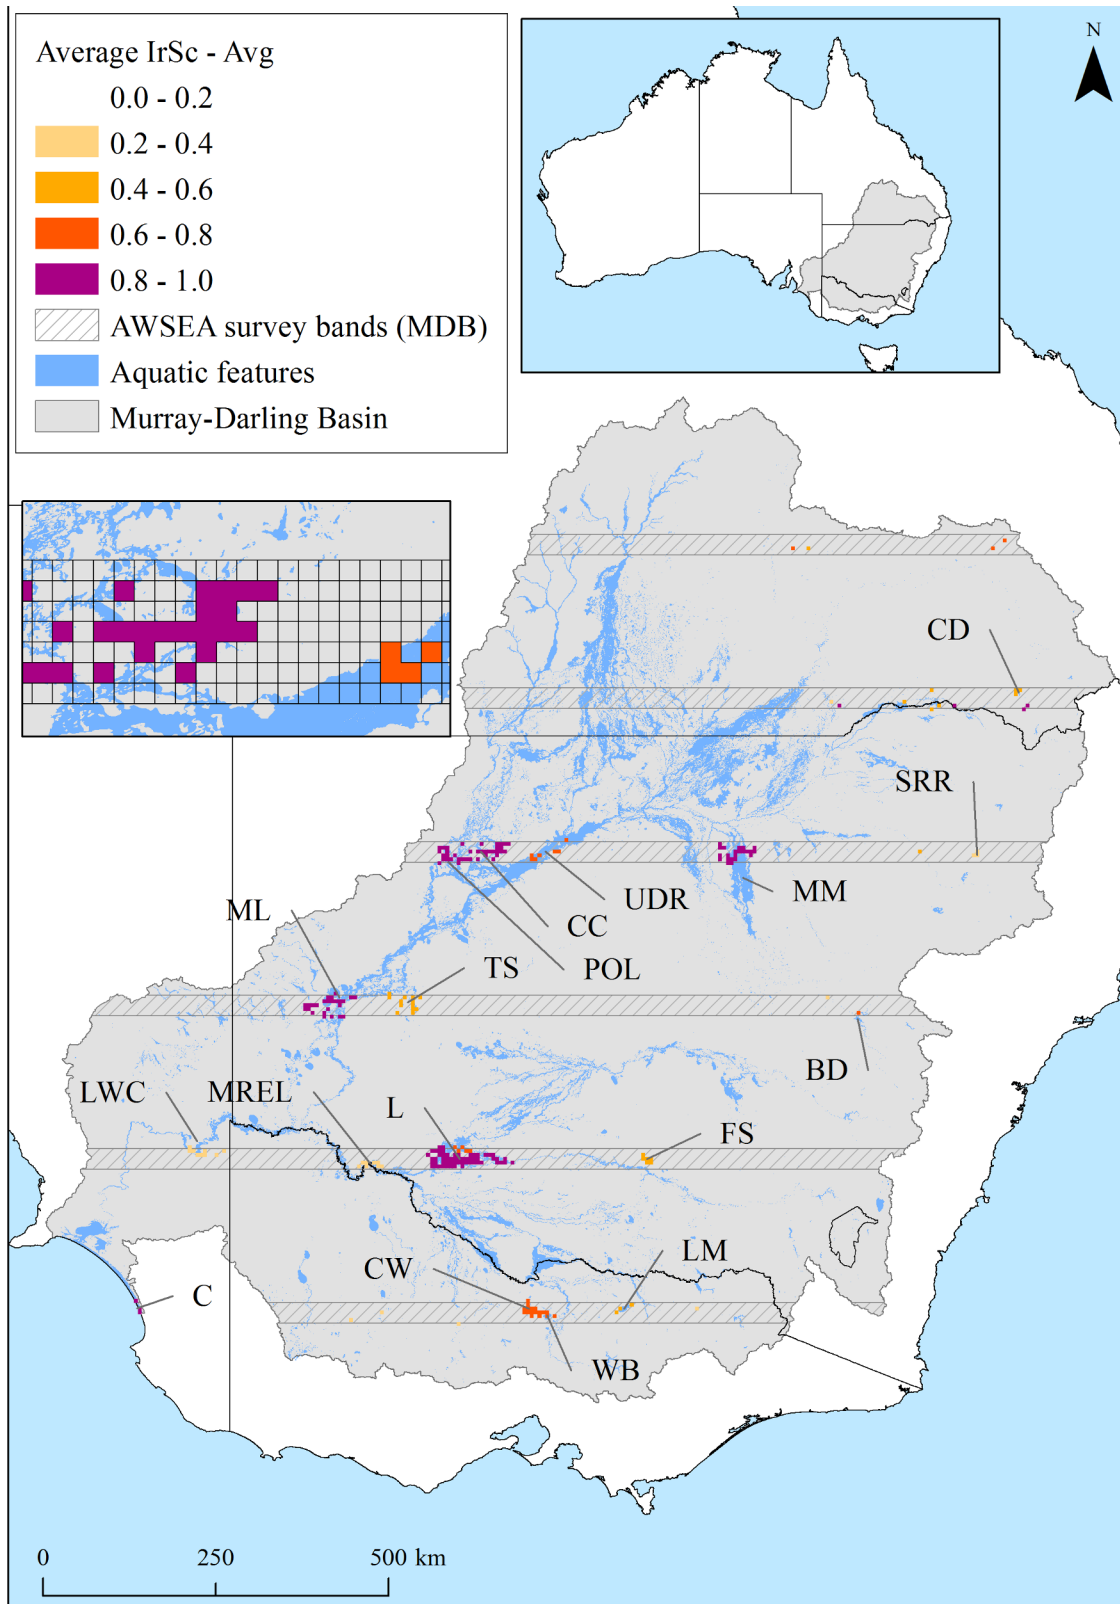 Average IrSc - Avg
0.0 - 0.2
0.2 - 0.4
0.4 - 0.6
0.6 - 0.8
0.8 - 1.0
AWSEA survey bands (MDB)
Aquatic features
Murray-Darling Basin
N
CD
SRR
UDR
MM
CC
POL
ML
TS
BD
LWC
MREL
L
FS
CW
LM
C
WB
0
250
500 km